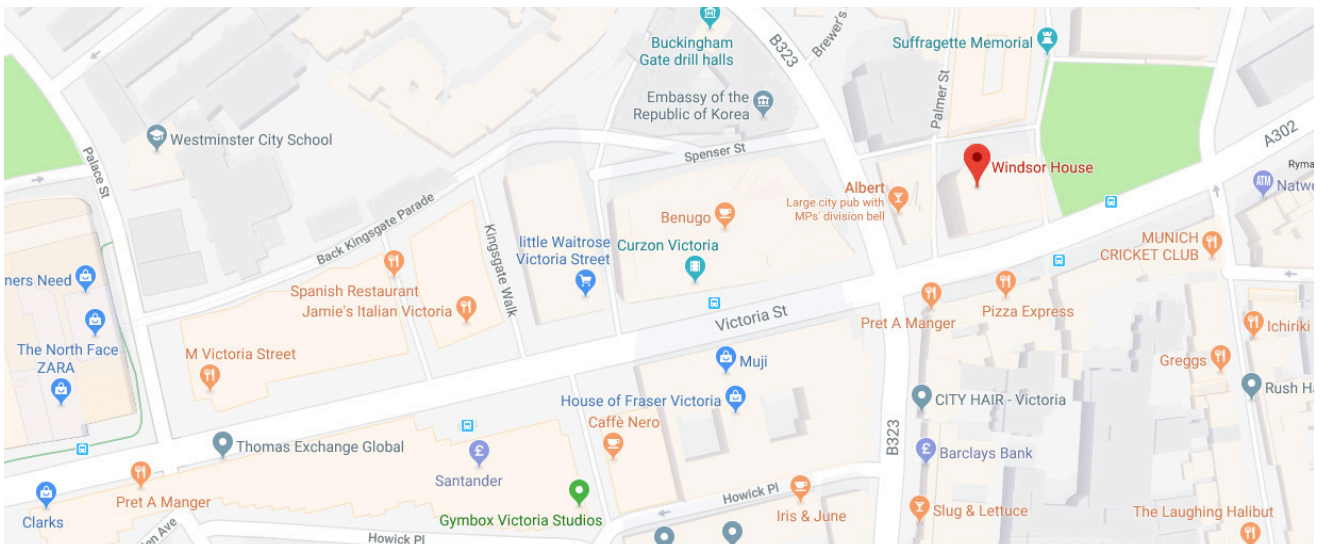 Buckingham
Gate drill halls
B323
Brewer's
Suffragette Memorial
Palmer St
Embassy of the
Republic of Korea
A302
Westminster City School
Spenser St
Windsor House
Ryma
Palace St
Albert
Large city pub with
MPs' division bell
ATM
Natwe
Back Kingsgate Parade
Benugo
Kingsgate Walk
little Waitrose
Victoria Street
Curzon Victoria
MUNICH
CRICKET CLUB
ners Need
Spanish Restaurant
Jamie's Italian Victoria
Victoria St
Pret A Manger
Pizza Express
Ichiriki
The North Face
ZARA
M Victoria Street
Muji
Greggs
House of Fraser Victoria
CITY HAIR - Victoria
Rush Ha
Caffè Nero
Thomas Exchange Global
B323
Barclays Bank
£
£
Santander
Pret A Manger
Howick Pl
Clarks
Gymbox Victoria Studios
Iris & June
Slug & Lettuce
The Laughing Halibut
en Ave
Howick Pl